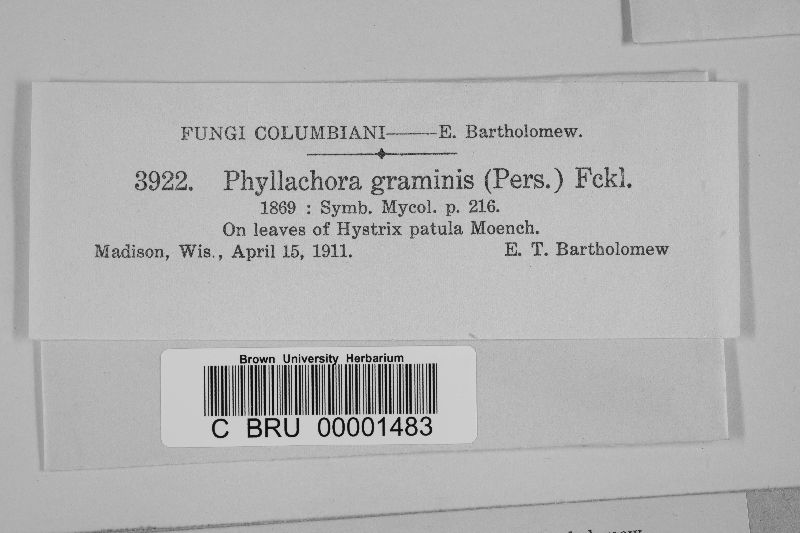 FUNGI COLUMBIANI——E. Bartholomew.
3922. Phyllachora graminis (Pers.) Fckl.
1869 : Symb. Mycol. p. 216.
On leaves of Hystrix patula Moench.
Madison, Wis., April 15, 1911. E. T. Bartholomew
Brown University Herbarium
C BRU 00001483